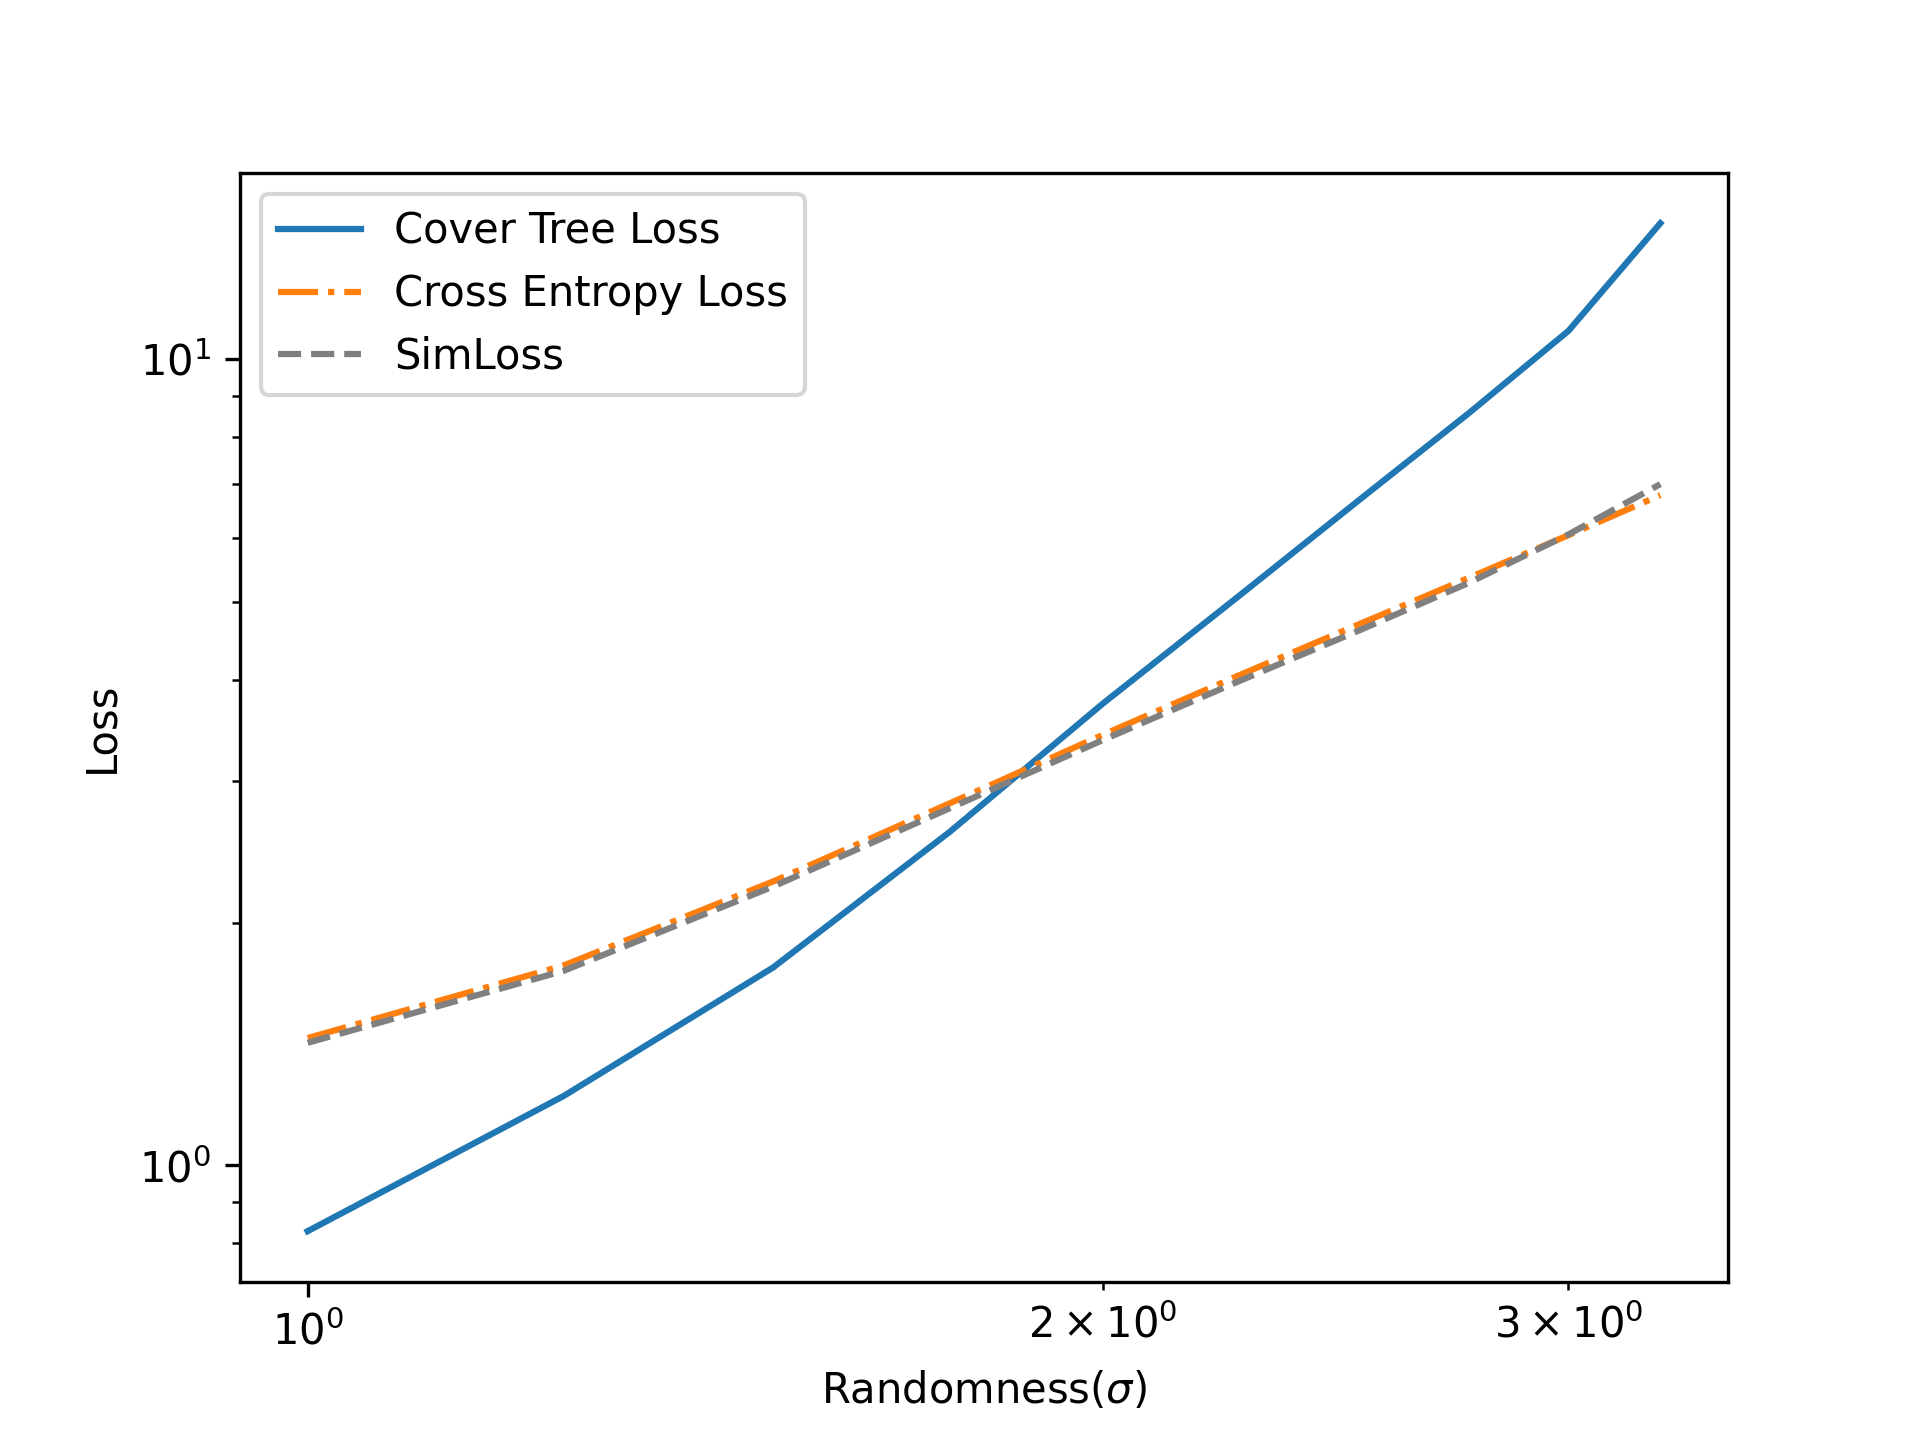 Cover Tree Loss
Cross Entropy Loss
SimLoss
10¹
10⁰
Loss
10⁰
2 × 10⁰
3 × 10⁰
Randomness(σ)